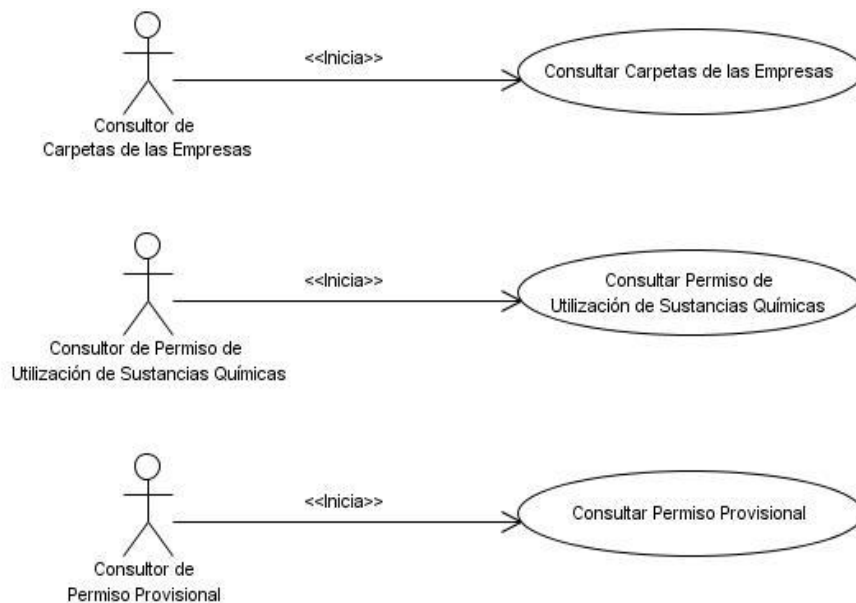 <<Inicia>>
Consultar Carpetas de las Empresas
Consultor de
Carpetas de las Empresas
<<Inicia>>
Consultar Permiso de
Utilización de Sustancias Químicas
Consultor de Permiso de
Utilización de Sustancias Químicas
<<Inicia>>
Consultar Permiso Provisional
Consultor de
Permiso Provisional